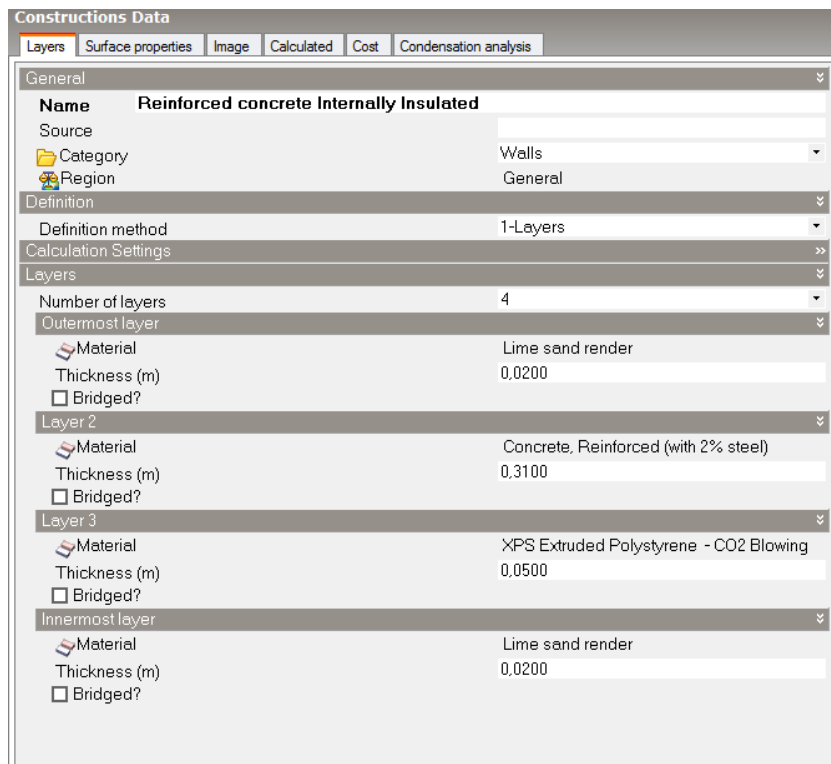 Constructions Data
Layers Surface properties Image Calculated Cost Condensation analysis
General
Name Reinforced concrete Internally Insulated
Source
Category Walls
Region General
Definition
Definition method 1-Layers
Calculation Settings
Layers
Number of layers 4
Outermost layer
Material Lime sand render
Thickness (m) 0,0200
Bridged?
Layer 2
Material Concrete, Reinforced (with 2% steel)
Thickness (m) 0,3100
Bridged?
Layer 3
Material XPS Extruded Polystyrene - CO2 Blowing
Thickness (m) 0,0500
Bridged?
Innermost layer
Material Lime sand render
Thickness (m) 0,0200
Bridged?